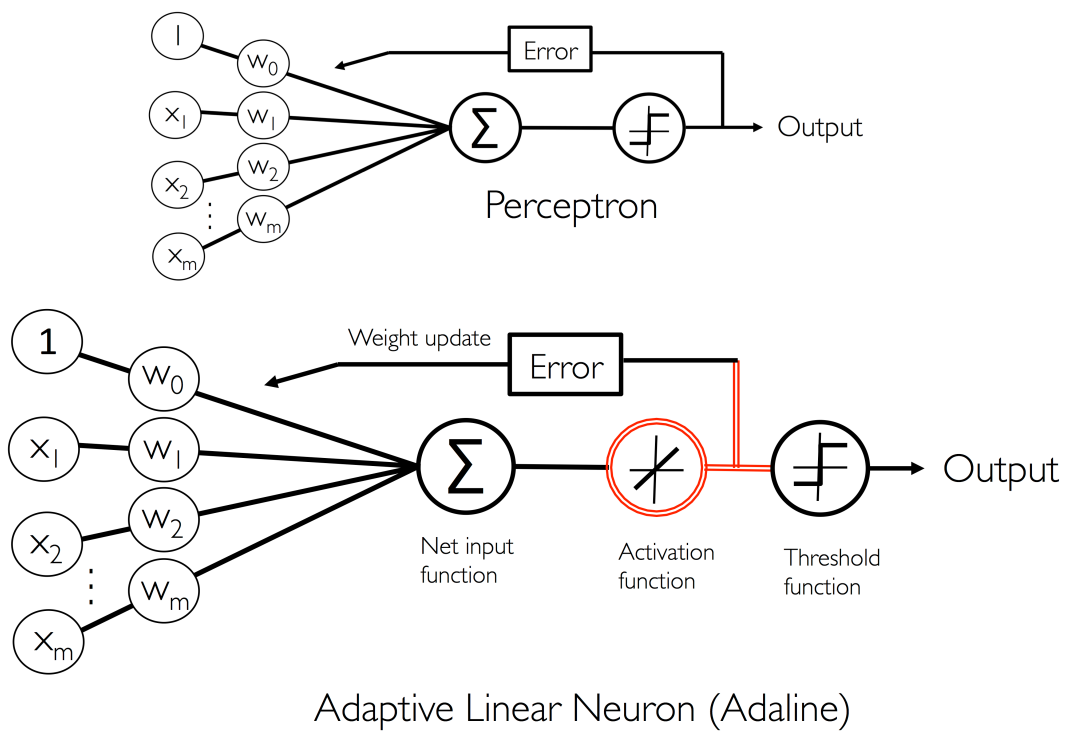 1
w0
Error
x1
w1
Σ
Output
x2
w2
Perceptron
wm
xm
1
Weight update
Error
w0
x1
w1
Σ
Output
x2
w2
Net input
function
Activation
function
Threshold
function
wm
xm
Adaptive Linear Neuron (Adaline)